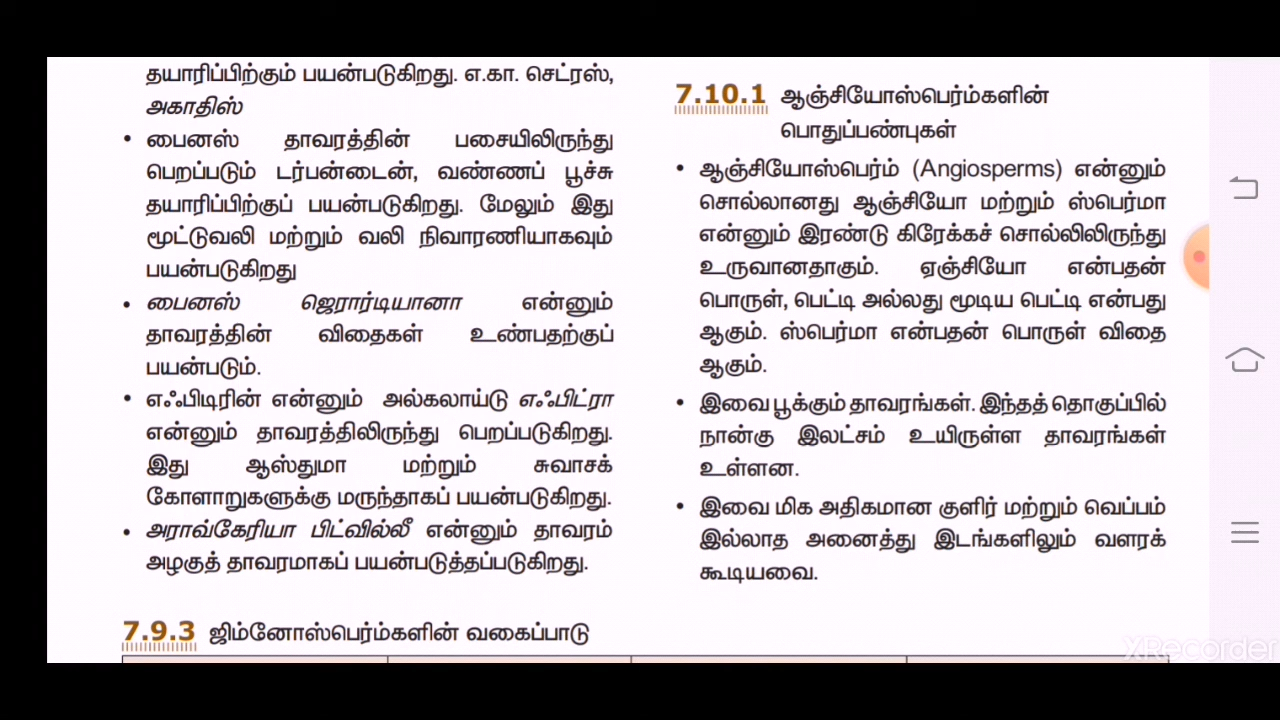 தயாரிப்பிற்கும் பயன்படுகிறது. எ.கா. செட்ரஸ்,
அகாதிஸ்
• பைனஸ் தாவரத்தின் பசையிலிருந்து
பெறப்படும் டர்பன்டைன், வண்ணப் பூச்சு
தயாரிப்பிற்குப் பயன்படுகிறது. மேலும் இது
மூட்டுவலி மற்றும் வலி நிவாரணியாகவும்
பயன்படுகிறது
• பைனஸ் ஜெரார்டியானா என்னும்
தாவரத்தின் விதைகள் உண்பதற்குப்
பயன்படும்.
• எஃபிடிரின் என்னும் அல்கலாய்டு எஃபிட்ரா
என்னும் தாவரத்திலிருந்து பெறப்படுகிறது.
இது ஆஸ்துமா மற்றும் சுவாசக்
கோளாறுகளுக்கு மருந்தாகப் பயன்படுகிறது.
• அராவ்கேரியா பிட்வில்லீ என்னும் தாவரம்
அழகுத் தாவரமாகப் பயன்படுத்தப்படுகிறது.
7.9.3 ஜிம்னோஸ்பெர்ம்களின் வகைப்பாடு
7.10.1 ஆஞ்சியோஸ்பெர்ம்களின்
பொதுப்பண்புகள்
• ஆஞ்சியோஸ்பெர்ம் (Angiosperms) என்னும்
சொல்லானது ஆஞ்சியோ மற்றும் ஸ்பெர்மா
என்னும் இரண்டு கிரேக்கச் சொல்லிலிருந்து
உருவானதாகும். ஏஞ்சியோ என்பதன்
பொருள், பெட்டி அல்லது மூடிய பெட்டி என்பது
ஆகும். ஸ்பெர்மா என்பதன் பொருள் விதை
ஆகும்.
• இவை பூக்கும் தாவரங்கள். இந்தத் தொகுப்பில்
நான்கு இலட்சம் உயிருள்ள தாவரங்கள்
உள்ளன.
• இவை மிக அதிகமான குளிர் மற்றும் வெப்பம்
இல்லாத அனைத்து இடங்களிலும் வளரக்
கூடியவை.
XRecorder